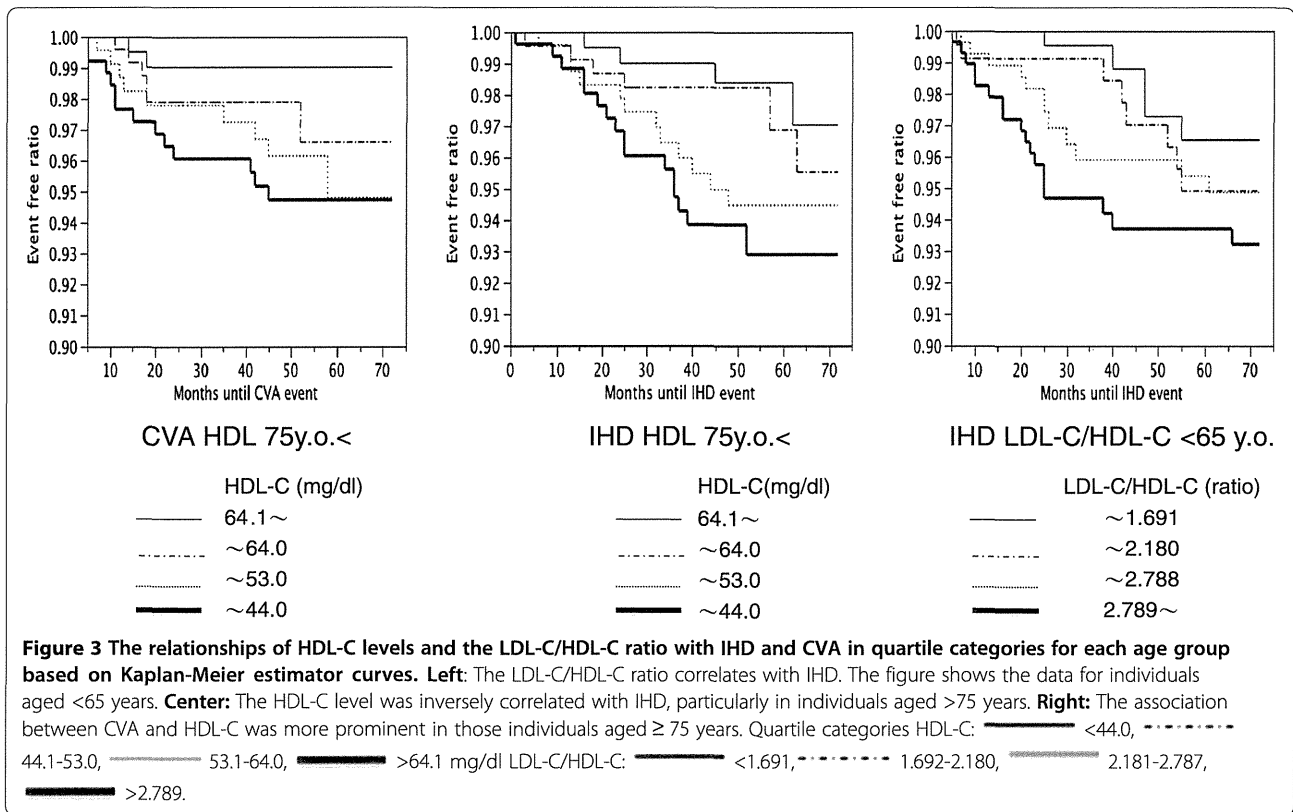 1.00
0.99
0.98
0.97
0.96
0.95
0.94
0.93
0.92
0.91
0.90
Event free ratio
10 20 30 40 50 60 70
Months until CVA event
1.00
0.99
0.98
0.97
0.96
0.95
0.94
0.93
0.92
0.91
0.90
Event free ratio
0 10 20 30 40 50 60 70
Months until IHD event
1.00
0.99
0.98
0.97
0.96
0.95
0.94
0.93
0.92
0.91
0.90
Event free ratio
10 20 30 40 50 60 70
Months until IHD event
CVA HDL 75y.o.<
HDL-C (mg/dl)
64.1~
~64.0
~53.0
~44.0
IHD HDL 75y.o.<
HDL-C(mg/dl)
64.1~
~64.0
~53.0
~44.0
IHD LDL-C/HDL-C <65 y.o.
LDL-C/HDL-C (ratio)
~1.691
~2.180
~2.788
2.789~
Figure 3 The relationships of HDL-C levels and the LDL-C/HDL-C ratio with IHD and CVA in quartile categories for each age group
based on Kaplan-Meier estimator curves. Left: The LDL-C/HDL-C ratio correlates with IHD. The figure shows the data for individuals
aged <65 years. Center: The HDL-C level was inversely correlated with IHD, particularly in individuals aged >75 years. Right: The association
between CVA and HDL-C was more prominent in those individuals aged ≥ 75 years. Quartile categories HDL-C: <44.0,
44.1-53.0, 53.1-64.0, >64.1 mg/dl LDL-C/HDL-C: <1.691, 1.692-2.180, 2.181-2.787,
>2.789.